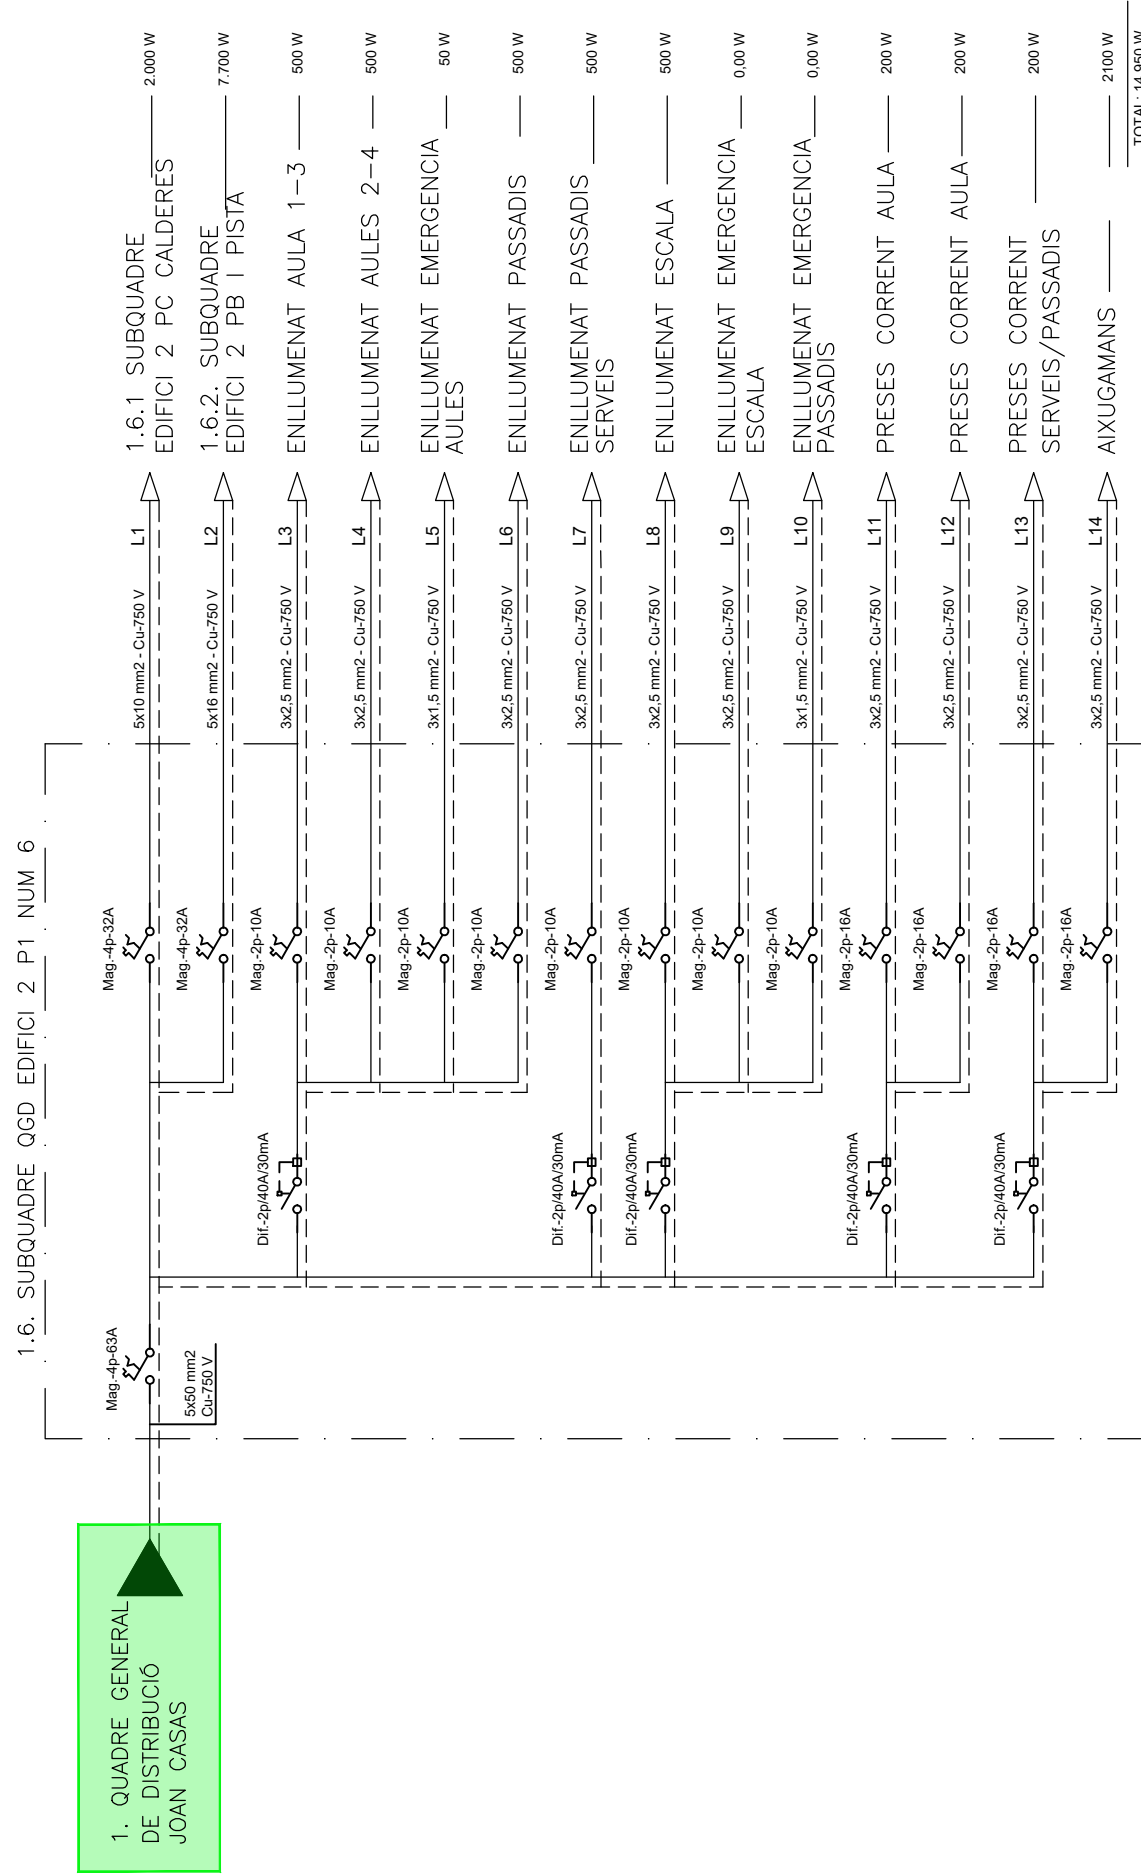 1.6. SUBQUADRE QGD EDIFICI 2 P1 NUM 6
1. QUADRE GENERAL
DE DISTRIBUCIÓ
JOAN CASAS
Mag.-4p-63A
5x50 mm2
Cu-750 V
Mag.-4p-32A
5x10 mm2 - Cu-750 V
L1
1.6.1 SUBQUADRE
EDIFICI 2 PC CALDERES
2.000 W
Mag.-4p-32A
5x16 mm2 - Cu-750 V
L2
1.6.2. SUBQUADRE
EDIFICI 2 PB I PISTA
7.700 W
Dif.-2p/40A/30mA
Mag.-2p-10A
3x2,5 mm2 - Cu-750 V
L3
ENLLUMENAT AULA 1-3
500 W
Mag.-2p-10A
3x2,5 mm2 - Cu-750 V
L4
ENLLUMENAT AULES 2-4
500 W
Mag.-2p-10A
3x1,5 mm2 - Cu-750 V
L5
ENLLUMENAT EMERGENCIA
AULES
50 W
Mag.-2p-10A
3x2,5 mm2 - Cu-750 V
L6
ENLLUMENAT PASSADIS
500 W
Dif.-2p/40A/30mA
Mag.-2p-10A
3x2,5 mm2 - Cu-750 V
L7
ENLLUMENAT PASSADIS
SERVEIS
500 W
Dif.-2p/40A/30mA
Mag.-2p-10A
3x2,5 mm2 - Cu-750 V
L8
ENLLUMENAT ESCALA
500 W
Mag.-2p-10A
3x2,5 mm2 - Cu-750 V
L9
ENLLUMENAT EMERGENCIA
ESCALA
0,00 W
Mag.-2p-10A
3x1,5 mm2 - Cu-750 V
L10
ENLLUMENAT EMERGENCIA
PASSADIS
0,00 W
Dif.-2p/40A/30mA
Mag.-2p-16A
3x2,5 mm2 - Cu-750 V
L11
PRESES CORRENT AULA
200 W
Mag.-2p-16A
3x2,5 mm2 - Cu-750 V
L12
PRESES CORRENT AULA
200 W
Dif.-2p/40A/30mA
Mag.-2p-16A
3x2,5 mm2 - Cu-750 V
L13
PRESES CORRENT
SERVEIS/PASSADIS
200 W
Mag.-2p-16A
3x2,5 mm2 - Cu-750 V
L14
AIXUGAMANS
2100 W
TOTAL: 14.950 W